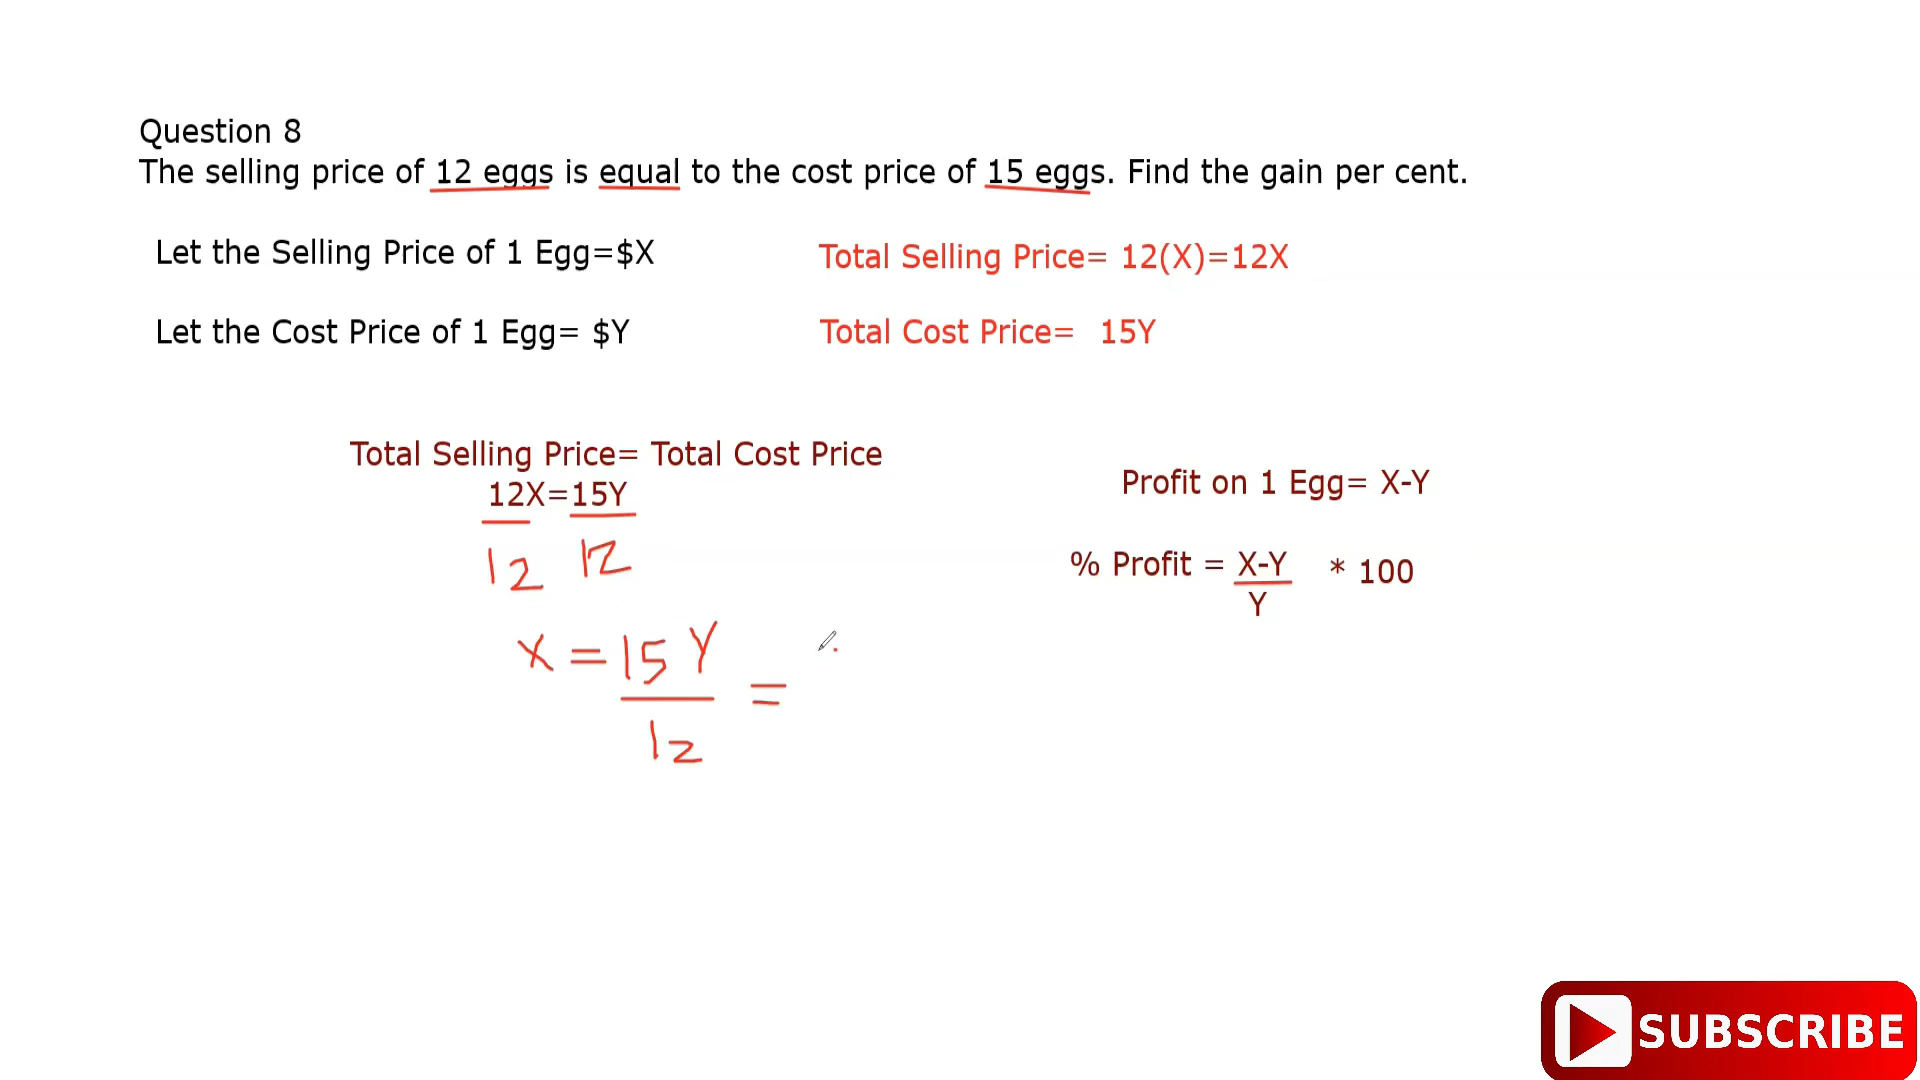 Question 8
The selling price of 12 eggs is equal to the cost price of 15 eggs. Find the gain per cent.
Let the Selling Price of 1 Egg=$X
Total Selling Price= 12(X)=12X
Let the Cost Price of 1 Egg= $Y
Total Cost Price= 15Y
Total Selling Price= Total Cost Price
12X=15Y
12 12
X = 15 Y
=
12
Profit on 1 Egg= X-Y
% Profit = X-Y * 100
Y
SUBSCRIBE